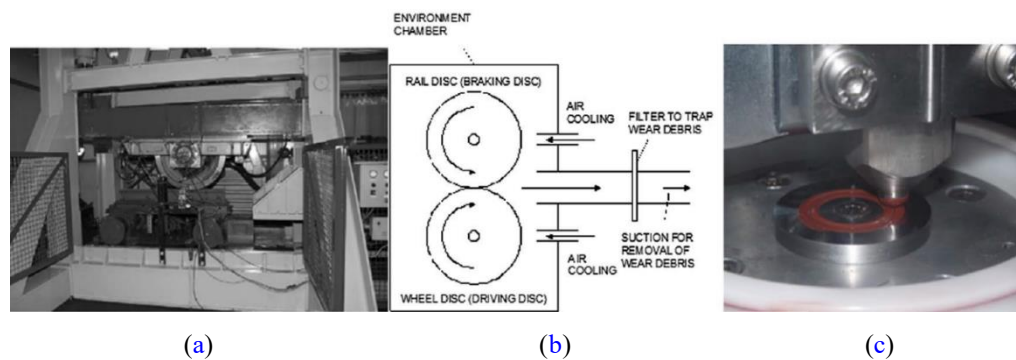 ENVIRONMENT
CHAMBER
RAIL DISC (BRAKING DISC)
AIR
COOLING
FILTER TO TRAP
WEAR DEBRIS
SUCTION FOR
REMOVAL OF
WEAR DEBRIS
AIR
COOLING
WHEEL DISC (DRIVING DISC)
(a)
(b)
(c)